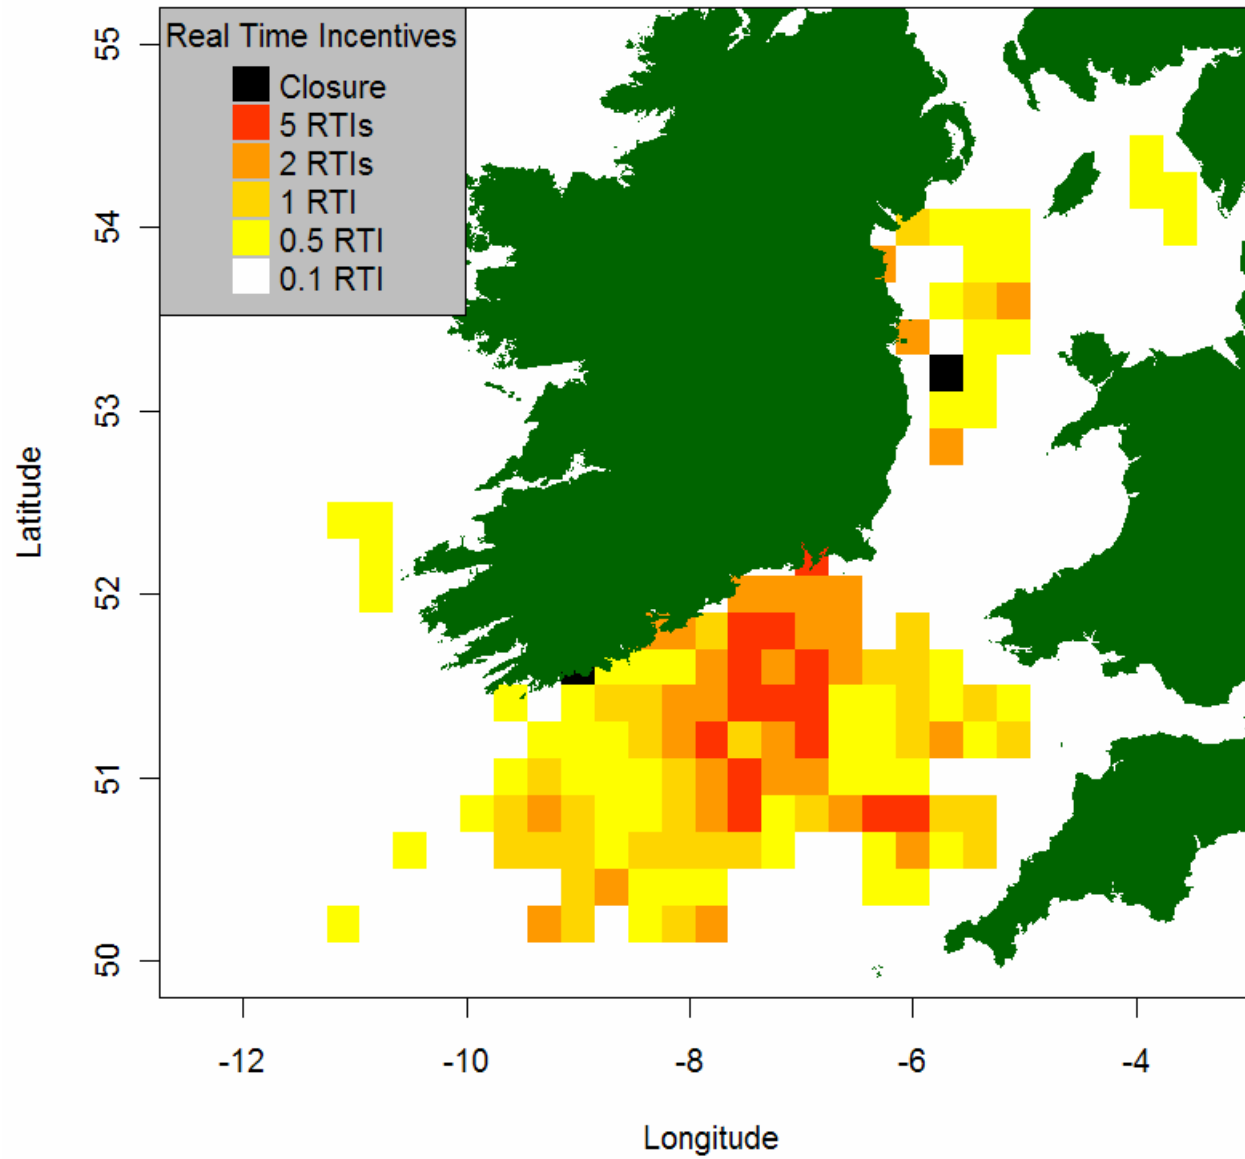 Real Time Incentives
Closure
5 RTIs
2 RTIs
1 RTI
0.5 RTI
0.1 RTI
55
54
53
52
51
50
Latitude
-12
-10
-8
-6
-4
Longitude